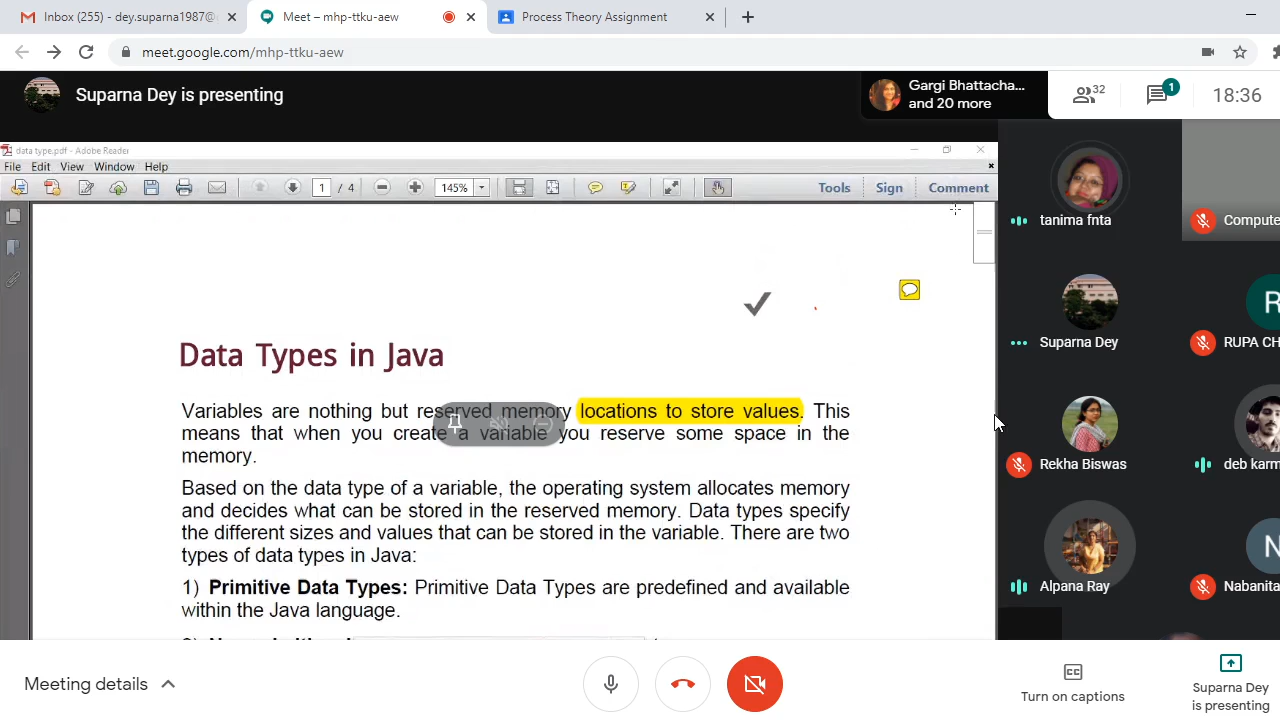 Inbox (255) - dey.suparna1987@
Meet – mhp-ttku-aew
Process Theory Assignment
meet.google.com/mhp-ttku-aew
Suparna Dey is presenting
Gargi Bhattacha...
and 20 more
32
1
18:36
data type.pdf - Adobe Reader
File Edit View Window Help
1 / 4
145%
Tools
Sign
Comment
Data Types in Java
Variables are nothing but reserved memory locations to store values. This
means that when you create a variable you reserve some space in the
memory.
Based on the data type of a variable, the operating system allocates memory
and decides what can be stored in the reserved memory. Data types specify
the different sizes and values that can be stored in the variable. There are two
types of data types in Java:
1) Primitive Data Types: Primitive Data Types are predefined and available
within the Java language.
tanima fnta
Compute
Suparna Dey
RUPA CH
Rekha Biswas
deb karm
Alpana Ray
Nabanita
R
N
Meeting details
CC
Turn on captions
Suparna Dey
is presenting